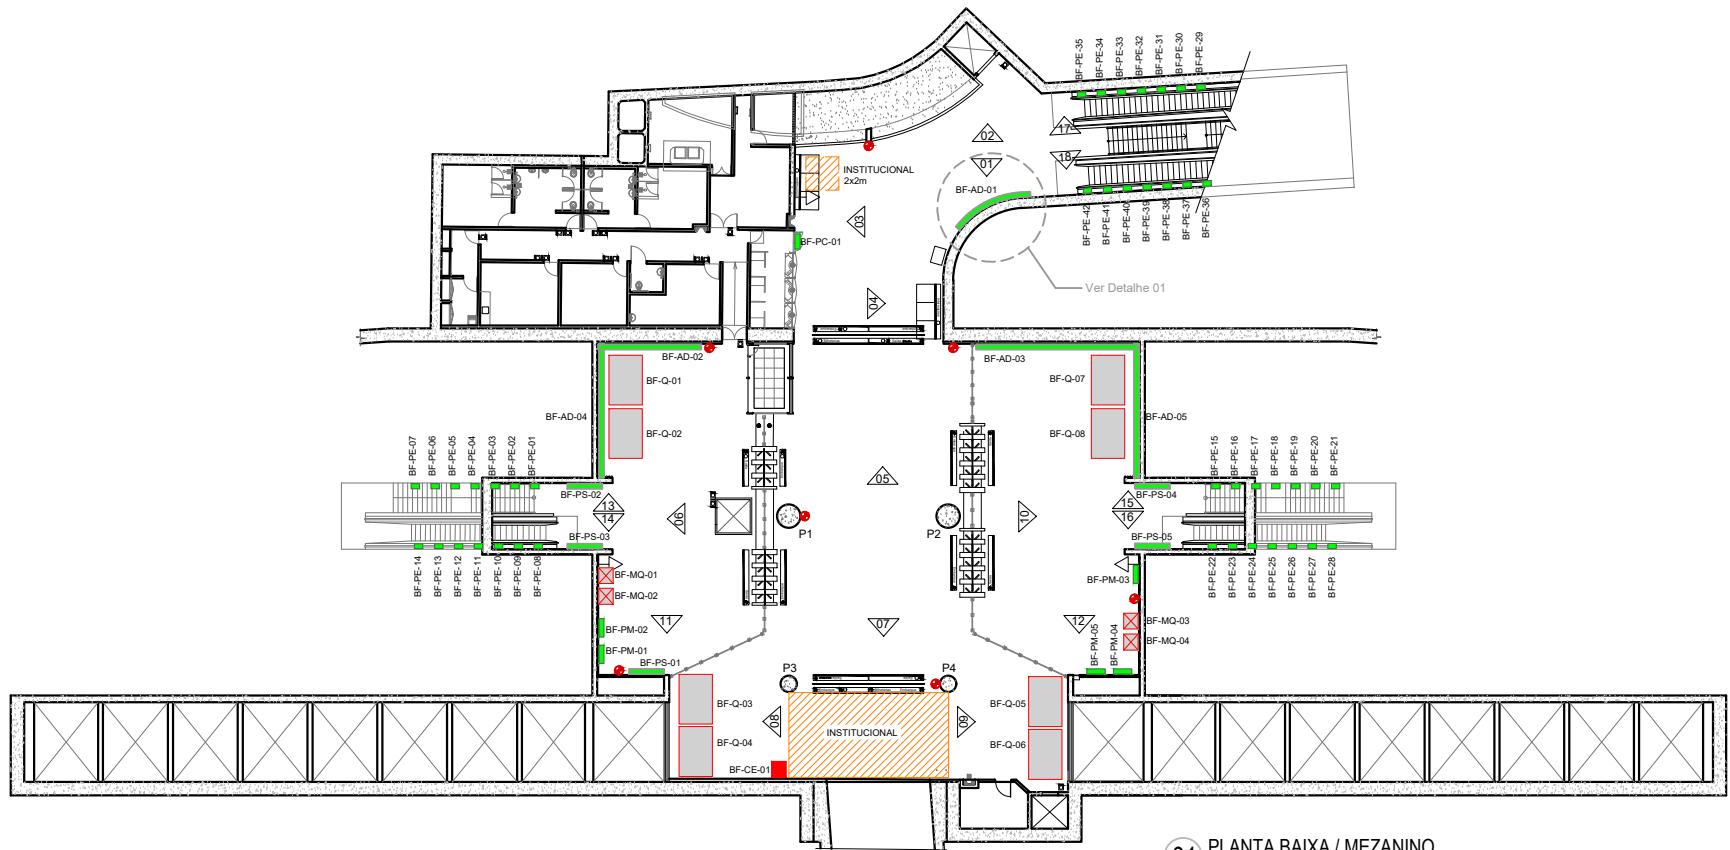 BF-PE-35
BF-PE-34
BF-PE-33
BF-PE-32
BF-PE-31
BF-PE-30
BF-PE-29
17
18
02
01
BF-AD-01
INSTITUCIONAL
2x2m
03
BF-PC-01
BF-PE-42
BF-PE-41
BF-PE-40
BF-PE-39
BF-PE-38
BF-PE-37
BF-PE-36
Ver Detalhe 01
04
BF-AD-02
BF-AD-03
BF-Q-01
BF-Q-07
BF-AD-04
BF-Q-02
BF-Q-08
BF-AD-05
BF-PE-07
BF-PE-06
BF-PE-05
BF-PE-04
BF-PE-03
BF-PE-02
BF-PE-01
BF-PE-15
BF-PE-16
BF-PE-17
BF-PE-18
BF-PE-19
BF-PE-20
BF-PE-21
05
BF-PS-02
BF-PS-04
13
14
06
10
15
16
P1
P2
BF-PS-03
BF-PS-05
BF-PE-14
BF-PE-13
BF-PE-12
BF-PE-11
BF-PE-10
BF-PE-09
BF-PE-08
BF-PE-22
BF-PE-23
BF-PE-24
BF-PE-25
BF-PE-26
BF-PE-27
BF-PE-28
BF-MQ-01
BF-MQ-02
BF-PM-03
BF-MQ-03
BF-MQ-04
11
07
12
BF-PM-02
BF-PM-01
BF-PM-05
BF-PM-04
BF-PS-01
P3
P4
BF-Q-03
BF-Q-05
08
09
INSTITUCIONAL
BF-Q-04
BF-Q-06
BF-CE-01
PLANTA BAIXA / MEZANINO